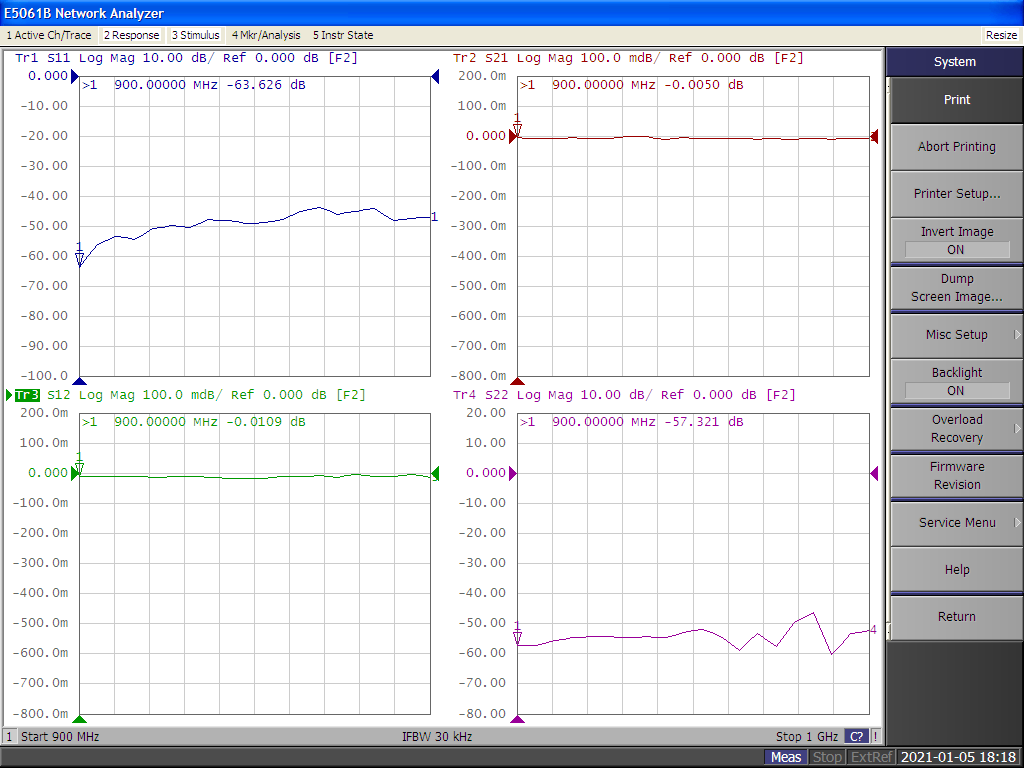 E5061B Network Analyzer
1 Active Ch/Trace 2 Response 3 Stimulus 4 Mkr/Analysis 5 Instr State Resize
Tr1 S11 Log Mag 10.00 dB/ Ref 0.000 dB [F2]
>1 900.00000 MHz -63.626 dB
0.000
-10.00
-20.00
-30.00
-40.00
-50.00
-60.00
-70.00
-80.00
-90.00
-100.0
1
1
Tr2 S21 Log Mag 100.0 mdB/ Ref 0.000 dB [F2]
>1 900.00000 MHz -0.0050 dB
200.0m
100.0m
0.000
-100.0m
-200.0m
-300.0m
-400.0m
-500.0m
-600.0m
-700.0m
-800.0m
1
Tr3 S12 Log Mag 100.0 mdB/ Ref 0.000 dB [F2]
>1 900.00000 MHz -0.0109 dB
200.0m
100.0m
0.000
-100.0m
-200.0m
-300.0m
-400.0m
-500.0m
-600.0m
-700.0m
-800.0m
1
Tr4 S22 Log Mag 10.00 dB/ Ref 0.000 dB [F2]
>1 900.00000 MHz -57.321 dB
20.00
10.00
0.000
-10.00
-20.00
-30.00
-40.00
-50.00
-60.00
-70.00
-80.00
1
4
1 Start 900 MHz IFBW 30 kHz Stop 1 GHz C? !
System
Print
Abort Printing
Printer Setup...
Invert Image
ON
Dump
Screen Image...
Misc Setup
Backlight
ON
Overload
Recovery
Firmware
Revision
Service Menu
Help
Return
Meas Stop ExtRef 2021-01-05 18:18